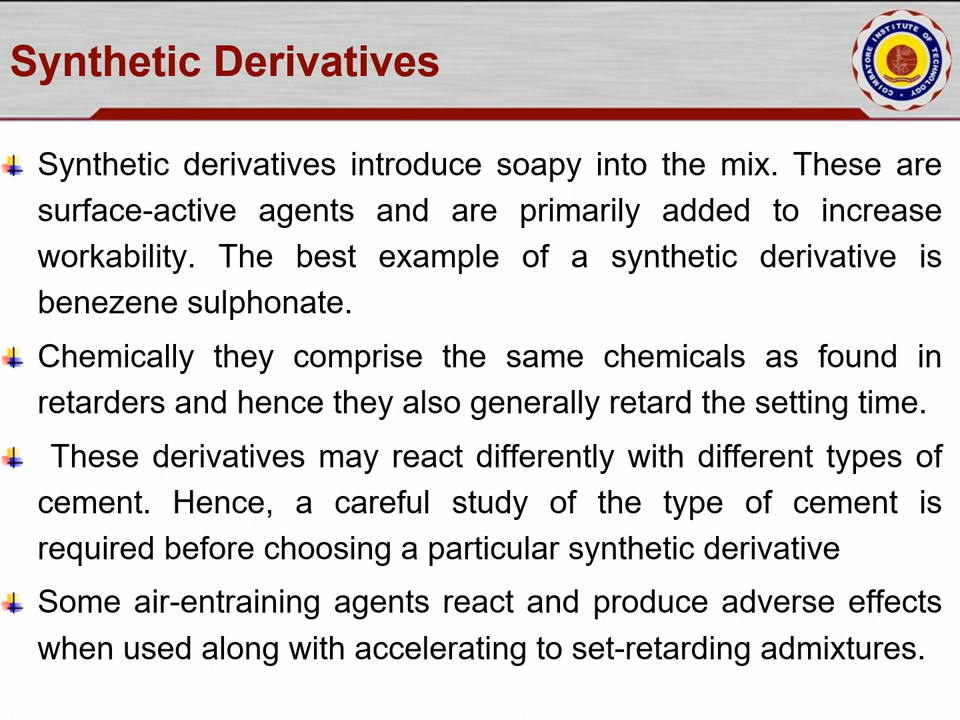 Synthetic Derivatives
COIMBATORE INSTITUTE OF TECHNOLOGY
Synthetic derivatives introduce soapy into the mix. These are
surface-active agents and are primarily added to increase
workability. The best example of a synthetic derivative is
benezene sulphonate.
Chemically they comprise the same chemicals as found in
retarders and hence they also generally retard the setting time.
These derivatives may react differently with different types of
cement. Hence, a careful study of the type of cement is
required before choosing a particular synthetic derivative
Some air-entraining agents react and produce adverse effects
when used along with accelerating to set-retarding admixtures.